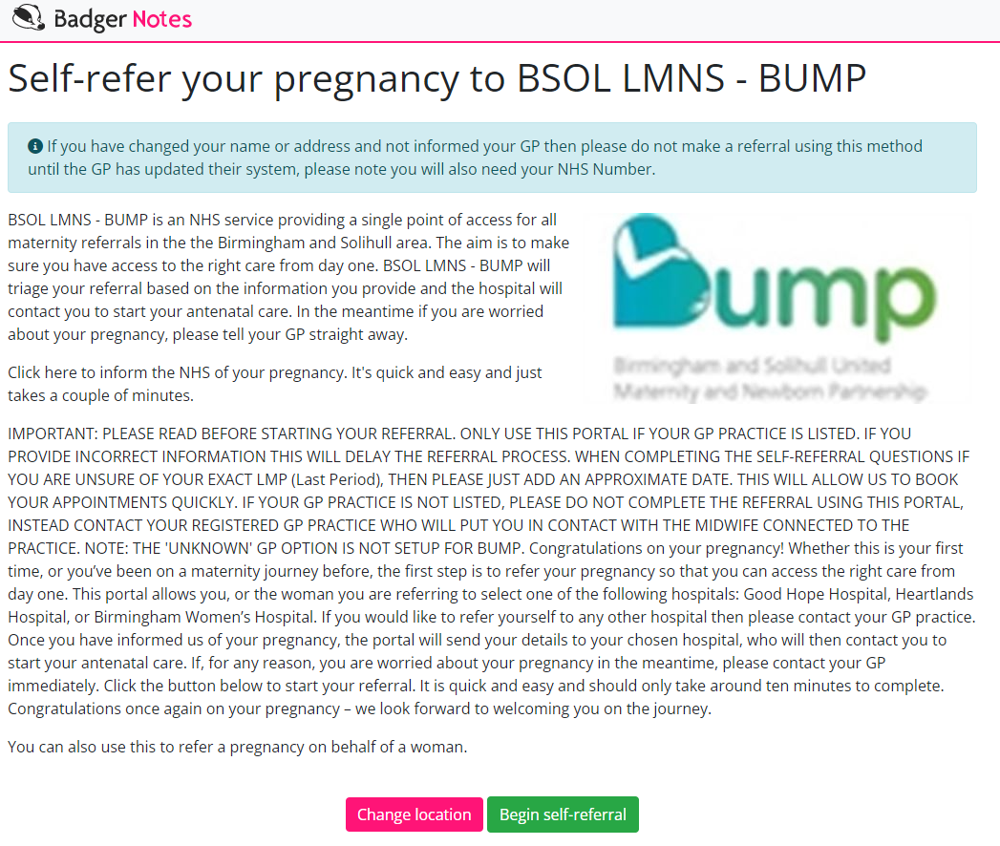 Badger Notes
Self-refer your pregnancy to BSOL LMNS - BUMP
If you have changed your name or address and not informed your GP then please do not make a referral using this method
until the GP has updated their system, please note you will also need your NHS Number.
BSOL LMNS - BUMP is an NHS service providing a single point of access for all
maternity referrals in the the Birmingham and Solihull area. The aim is to make
sure you have access to the right care from day one. BSOL LMNS - BUMP will
triage your referral based on the information you provide and the hospital will
contact you to start your antenatal care. In the meantime if you are worried
about your pregnancy, please tell your GP straight away.
Click here to inform the NHS of your pregnancy. It's quick and easy and just
takes a couple of minutes.
Bump
Birmingham and Solihull United
Maternity and Newborn Partnership
IMPORTANT: PLEASE READ BEFORE STARTING YOUR REFERRAL. ONLY USE THIS PORTAL IF YOUR GP PRACTICE IS LISTED. IF YOU
PROVIDE INCORRECT INFORMATION THIS WILL DELAY THE REFERRAL PROCESS. WHEN COMPLETING THE SELF-REFERRAL QUESTIONS IF
YOU ARE UNSURE OF YOUR EXACT LMP (Last Period), THEN PLEASE JUST ADD AN APPROXIMATE DATE. THIS WILL ALLOW US TO BOOK
YOUR APPOINTMENTS QUICKLY. IF YOUR GP PRACTICE IS NOT LISTED, PLEASE DO NOT COMPLETE THE REFERRAL USING THIS PORTAL,
INSTEAD CONTACT YOUR REGISTERED GP PRACTICE WHO WILL PUT YOU IN CONTACT WITH THE MIDWIFE CONNECTED TO THE
PRACTICE. NOTE: THE 'UNKNOWN' GP OPTION IS NOT SETUP FOR BUMP. Congratulations on your pregnancy! Whether this is your first
time, or you’ve been on a maternity journey before, the first step is to refer your pregnancy so that you can access the right care from
day one. This portal allows you, or the woman you are referring to select one of the following hospitals: Good Hope Hospital, Heartlands
Hospital, or Birmingham Women’s Hospital. If you would like to refer yourself to any other hospital then please contact your GP practice.
Once you have informed us of your pregnancy, the portal will send your details to your chosen hospital, who will then contact you to
start your antenatal care. If, for any reason, you are worried about your pregnancy in the meantime, please contact your GP
immediately. Click the button below to start your referral. It is quick and easy and should only take around ten minutes to complete.
Congratulations once again on your pregnancy – we look forward to welcoming you on the journey.
You can also use this to refer a pregnancy on behalf of a woman.
Change location
Begin self-referral